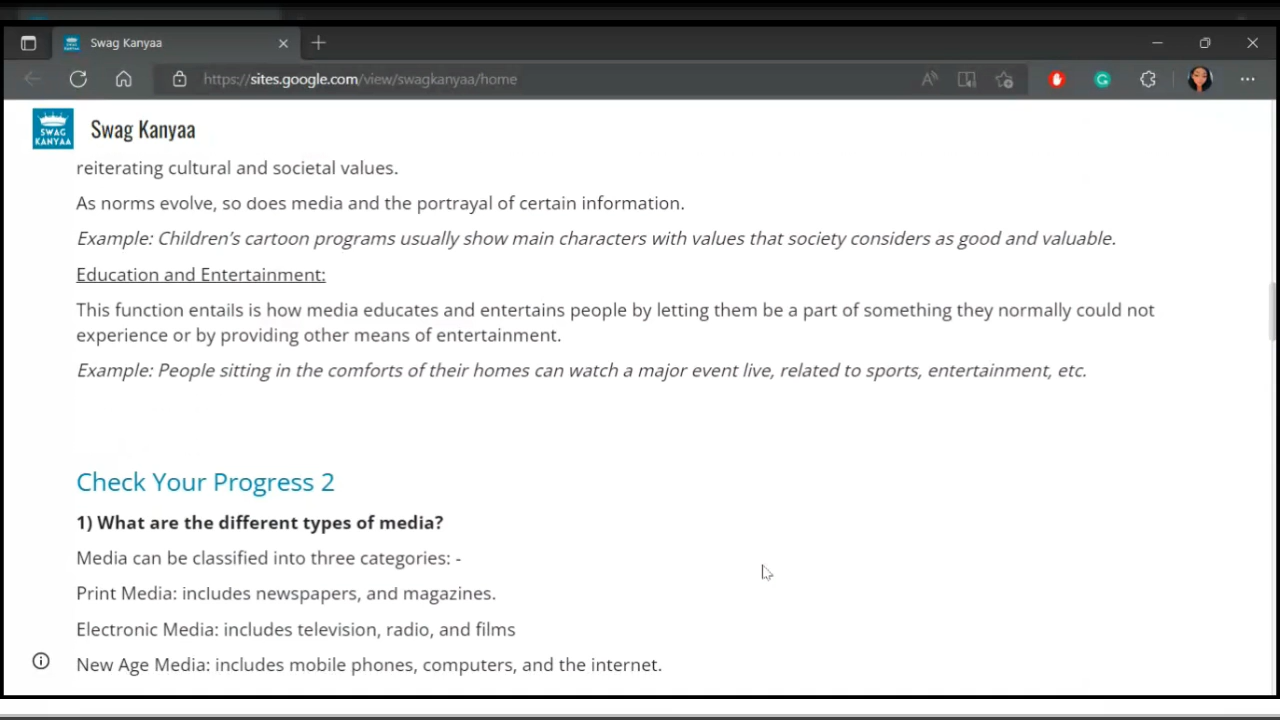 Swag Kanyaa
https://sites.google.com/view/swagkanyaa/home
SWAG
KANYAA
Swag Kanyaa
reiterating cultural and societal values.
As norms evolve, so does media and the portrayal of certain information.
Example: Children's cartoon programs usually show main characters with values that society considers as good and valuable.
Education and Entertainment:
This function entails is how media educates and entertains people by letting them be a part of something they normally could not
experience or by providing other means of entertainment.
Example: People sitting in the comforts of their homes can watch a major event live, related to sports, entertainment, etc.
Check Your Progress 2
1) What are the different types of media?
Media can be classified into three categories: -
Print Media: includes newspapers, and magazines.
Electronic Media: includes television, radio, and films
New Age Media: includes mobile phones, computers, and the internet.